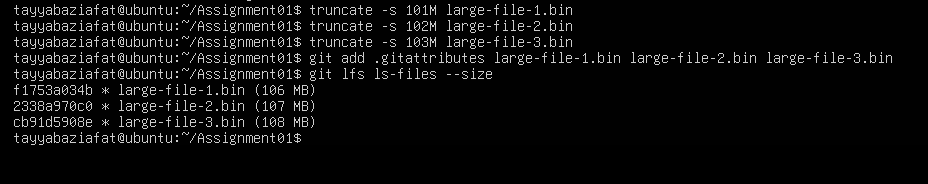 tayyabaziafat@ubuntu:~/Assignment01$ truncate -s 101M large-file-1.bin
tayyabaziafat@ubuntu:~/Assignment01$ truncate -s 102M large-file-2.bin
tayyabaziafat@ubuntu:~/Assignment01$ truncate -s 103M large-file-3.bin
tayyabaziafat@ubuntu:~/Assignment01$ git add .gitattributes large-file-1.bin large-file-2.bin large-file-3.bin
tayyabaziafat@ubuntu:~/Assignment01$ git lfs ls-files --size
f1753a034b * large-file-1.bin (106 MB)
2338a970c0 * large-file-2.bin (107 MB)
cb91d5908e * large-file-3.bin (108 MB)
tayyabaziafat@ubuntu:~/Assignment01$